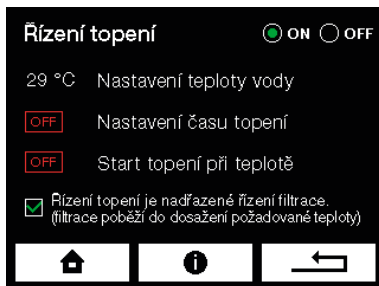 Řízení topení ON OFF
29 °C Nastavení teploty vody
OFF Nastavení času topení
OFF Start topení při teplotě
Řízení topení je nadřazené řízení filtrace.
(filtrace poběží do dosažení požadované teploty)